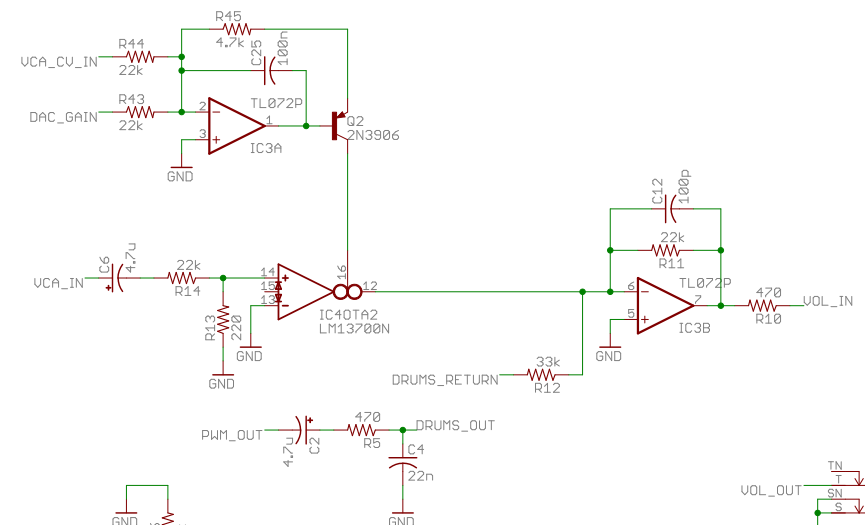 R45
4.7k
C25
100n
R44
22k
VCA_CV_IN
DAC_GAIN
R43
22k
TL072P
2
3
1
IC3A
GND
Q2
2N3906
C6
4.7u
VCA_IN
22k
R14
R13
220
GND
GND
14
15
13
16
12
IC4OTA2
LM13700N
C12
100p
22k
R11
TL072P
6
5
7
IC3B
GND
470
R10
VOL_IN
33k
R12
DRUMS_RETURN
PWM_OUT
4.7u
C2
470
R5
DRUMS_OUT
C4
22n
GND
GND
VOL_OUT
TN
T
SN
S